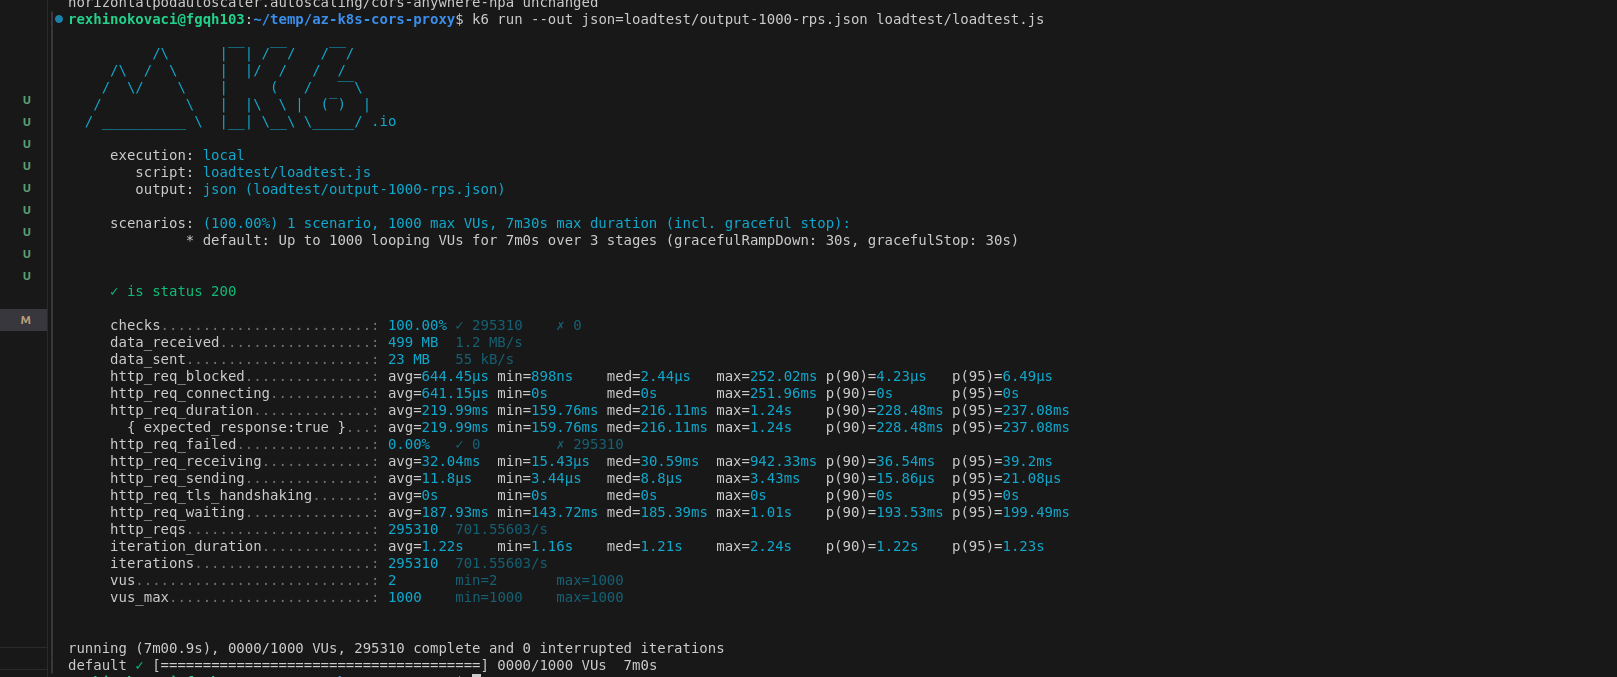 horizontalpodautoscaler.autoscaling/cors-anywhere-hpa unchanged
rexhinokovaci@fgqh103:~/temp/az-k8s-cors-proxy$ k6 run --out json=loadtest/output-1000-rps.json loadtest/loadtest.js
.io
execution: local
U
script: loadtest/loadtest.js
U
output: json (loadtest/output-1000-rps.json)
U
U
scenarios: (100.00%) 1 scenario, 1000 max VUs, 7m30s max duration (incl. graceful stop):
U
* default: Up to 1000 looping VUs for 7m0s over 3 stages (gracefulRampDown: 30s, gracefulStop: 30s)
U
U
U
U
✓ is status 200
M
checks.........................: 100.00% ✓ 295310 ✗ 0
data_received..................: 499 MB 1.2 MB/s
data_sent......................: 23 MB 55 kB/s
http_req_blocked...............: avg=644.45µs min=898ns med=2.44µs max=252.02ms p(90)=4.23µs p(95)=6.49µs
http_req_connecting............: avg=641.15µs min=0s med=0s max=251.96ms p(90)=0s p(95)=0s
http_req_duration..............: avg=219.99ms min=159.76ms med=216.11ms max=1.24s p(90)=228.48ms p(95)=237.08ms
{ expected_response:true }...: avg=219.99ms min=159.76ms med=216.11ms max=1.24s p(90)=228.48ms p(95)=237.08ms
http_req_failed................: 0.00% ✓ 0 ✗ 295310
http_req_receiving.............: avg=32.04ms min=15.43µs med=30.59ms max=942.33ms p(90)=36.54ms p(95)=39.2ms
http_req_sending...............: avg=11.8µs min=3.44µs med=8.8µs max=3.43ms p(90)=15.86µs p(95)=21.08µs
http_req_tls_handshaking.......: avg=0s min=0s med=0s max=0s p(90)=0s p(95)=0s
http_req_waiting...............: avg=187.93ms min=143.72ms med=185.39ms max=1.01s p(90)=193.53ms p(95)=199.49ms
http_reqs......................: 295310 701.55603/s
iteration_duration.............: avg=1.22s min=1.16s med=1.21s max=2.24s p(90)=1.22s p(95)=1.23s
iterations.....................: 295310 701.55603/s
vus............................: 2 min=2 max=1000
vus_max........................: 1000 min=1000 max=1000
running (7m00.9s), 0000/1000 VUs, 295310 complete and 0 interrupted iterations
default ✓ [======================================] 0000/1000 VUs 7m0s